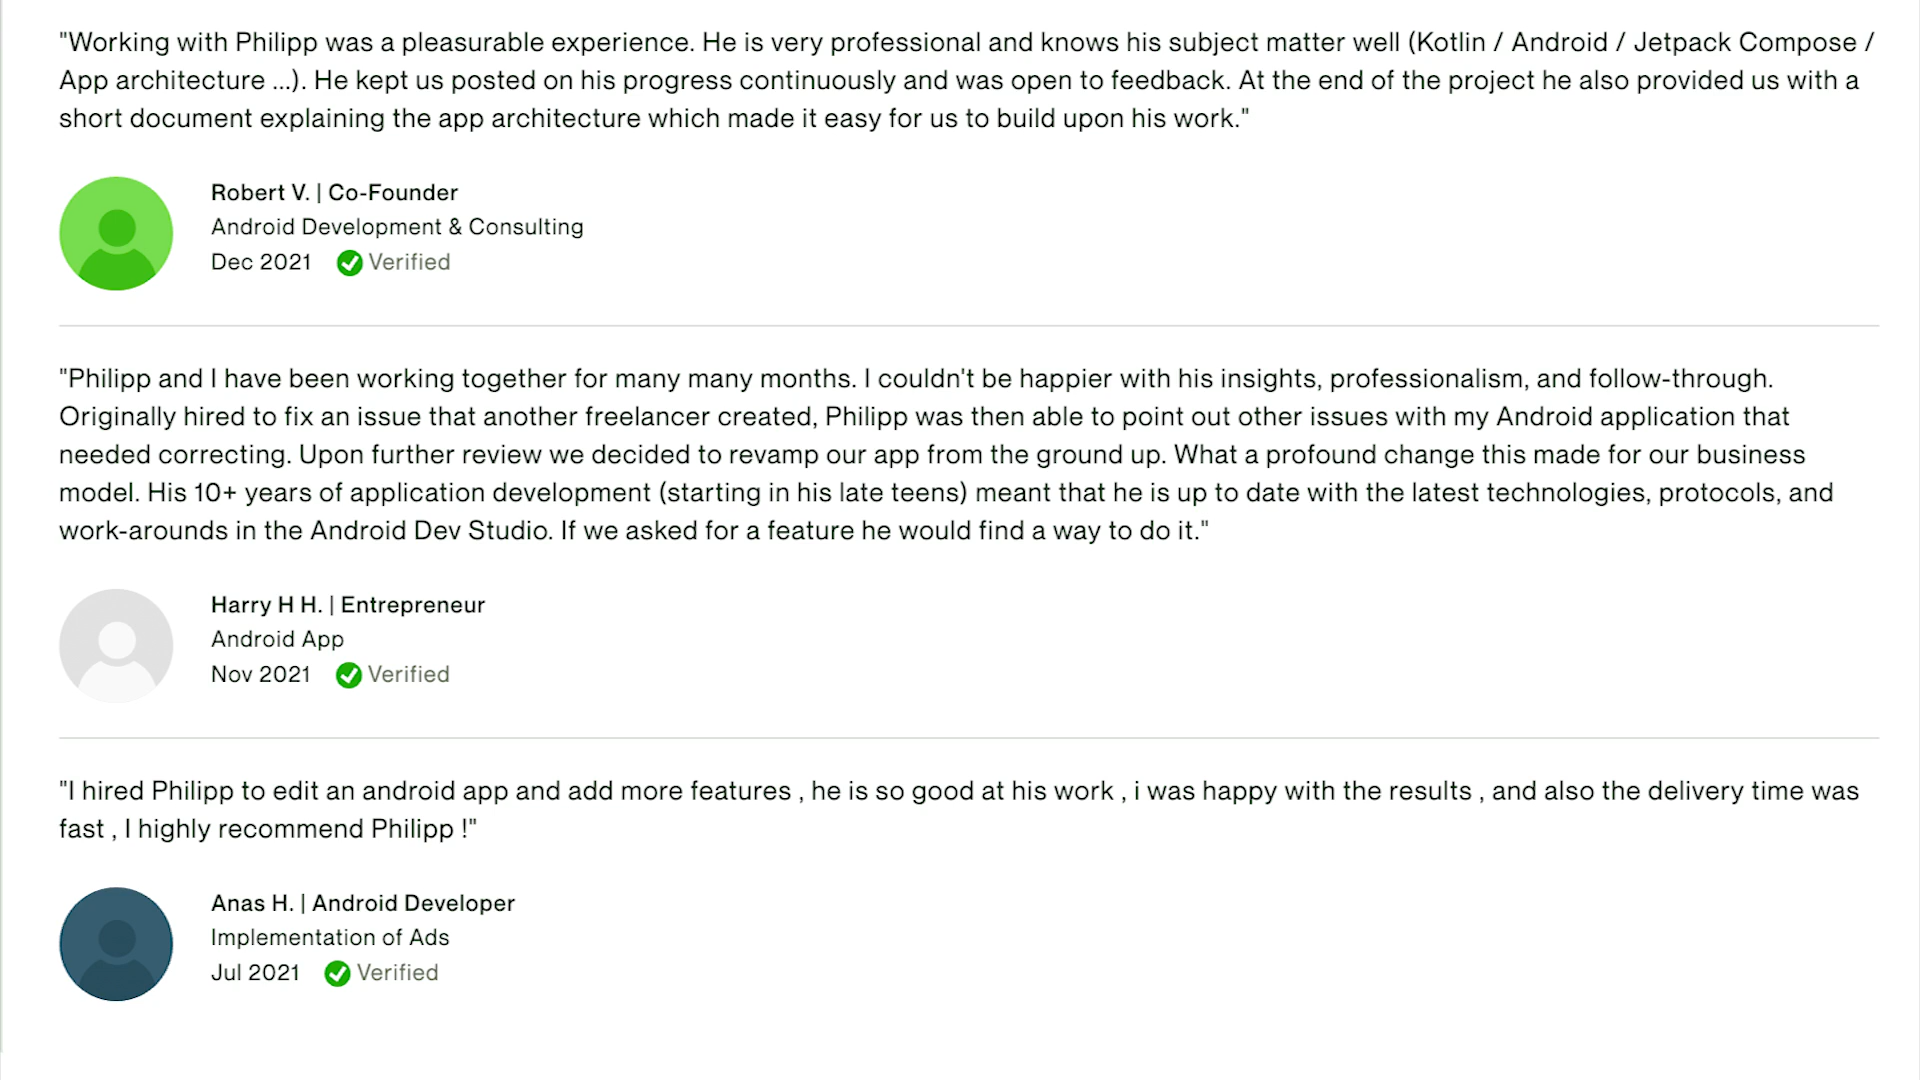 "Working with Philipp was a pleasurable experience. He is very professional and knows his subject matter well (Kotlin / Android / Jetpack Compose /
App architecture ...). He kept us posted on his progress continuously and was open to feedback. At the end of the project he also provided us with a
short document explaining the app architecture which made it easy for us to build upon his work."
Robert V. | Co-Founder
Android Development & Consulting
Dec 2021 Verified
"Philipp and I have been working together for many many months. I couldn't be happier with his insights, professionalism, and follow-through.
Originally hired to fix an issue that another freelancer created, Philipp was then able to point out other issues with my Android application that
needed correcting. Upon further review we decided to revamp our app from the ground up. What a profound change this made for our business
model. His 10+ years of application development (starting in his late teens) meant that he is up to date with the latest technologies, protocols, and
work-arounds in the Android Dev Studio. If we asked for a feature he would find a way to do it."
Harry H H. | Entrepreneur
Android App
Nov 2021 Verified
"I hired Philipp to edit an android app and add more features , he is so good at his work , i was happy with the results , and also the delivery time was
fast , I highly recommend Philipp !"
Anas H. | Android Developer
Implementation of Ads
Jul 2021 Verified